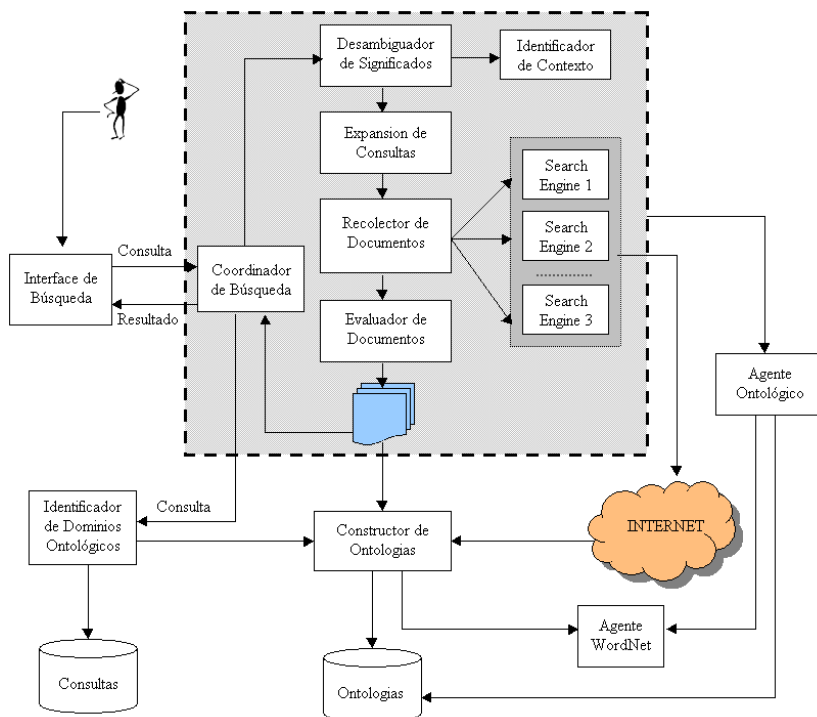 Desambiguador
de Significados
Identificador
de Contexto
Expansion de
Consultas
Search
Engine 1
Recolector de
Documentos
Search
Engine 2
..............
Search
Engine 3
Consulta
Interface de
Búsqueda
Coordinador
de Búsqueda
Resultado
Evaluador de
Documentos
Agente
Ontológico
Consulta
Identificador
de Dominios
Ontológicos
Constructor de
Ontologias
INTERNET
Agente
WordNet
Consultas
Ontologias